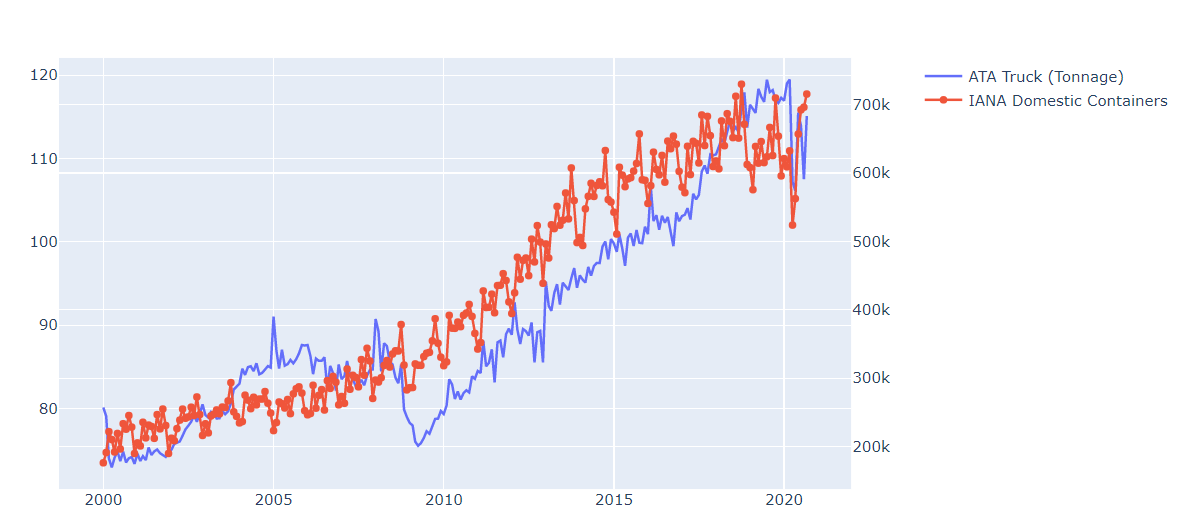 120
110
100
90
80
700k
600k
500k
400k
300k
200k
2000 2005 2010 2015 2020
ATA Truck (Tonnage)
IANA Domestic Containers